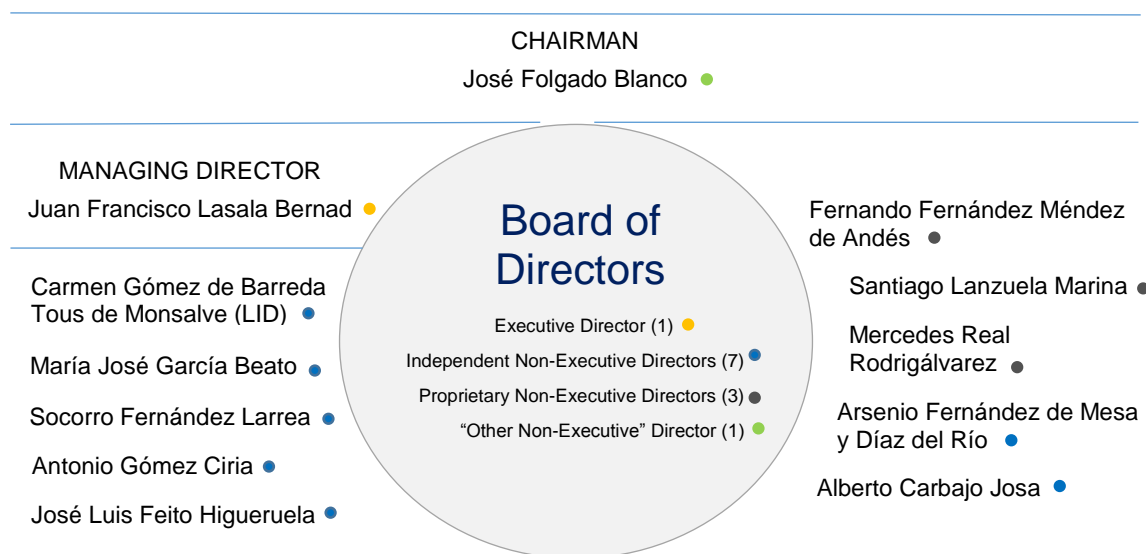 CHAIRMAN
José Folgado Blanco
MANAGING DIRECTOR
Juan Francisco Lasala Bernad
Carmen Gómez de Barreda
Tous de Monsalve (LID)
María José García Beato
Socorro Fernández Larrea
Antonio Gómez Ciria
José Luis Feito Higueruela
Board of
Directors
Executive Director (1)
Independent Non-Executive Directors (7)
Proprietary Non-Executive Directors (3)
“Other Non-Executive” Director (1)
Fernando Fernández Méndez
de Andés
Santiago Lanzuela Marina
Mercedes Real
Rodrigálvarez
Arsenio Fernández de Mesa
y Díaz del Río
Alberto Carbajo Josa